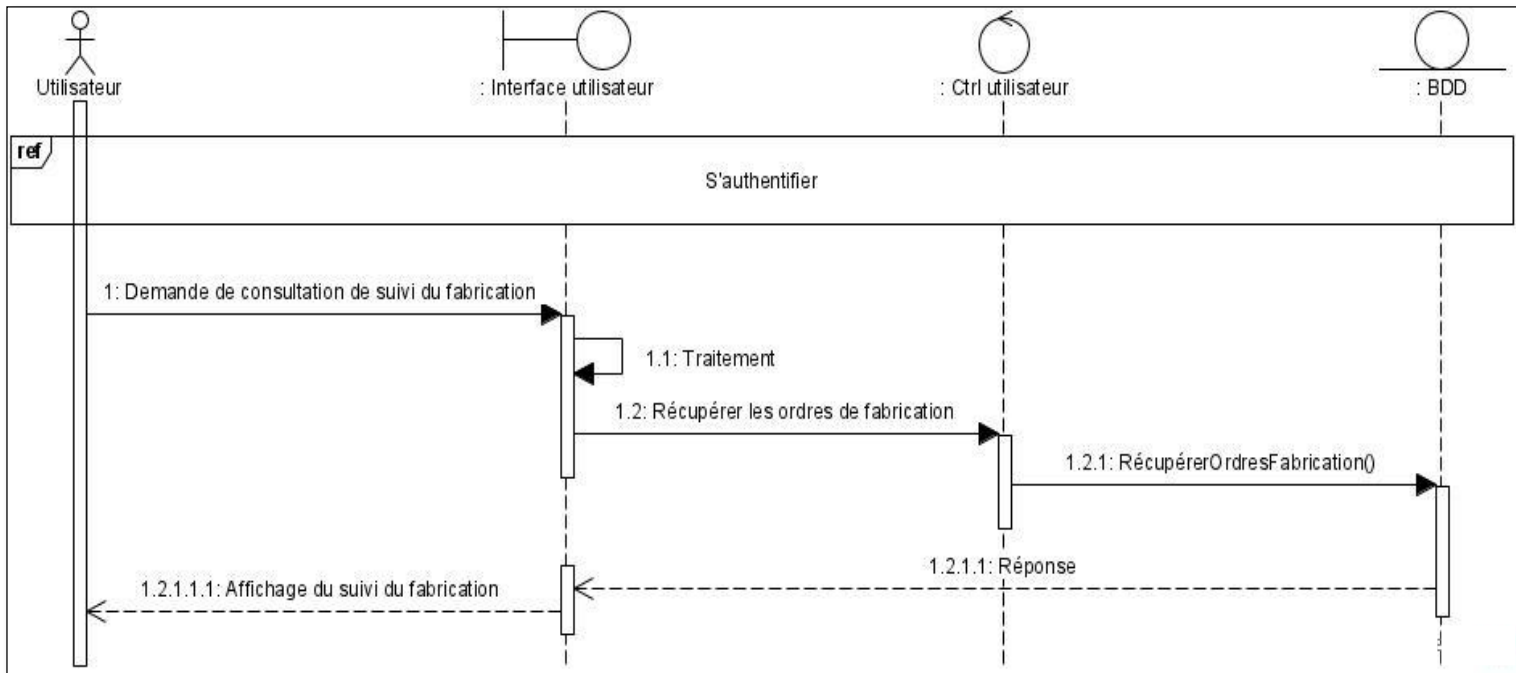 Utilisateur
: Interface utilisateur
: Ctrl utilisateur
: BDD
ref
S'authentifier
1: Demande de consultation de suivi du fabrication
1.1: Traitement
1.2: Récupérer les ordres de fabrication
1.2.1: RécupérerOrdresFabrication()
1.2.1.1: Réponse
1.2.1.1.1: Affichage du suivi du fabrication